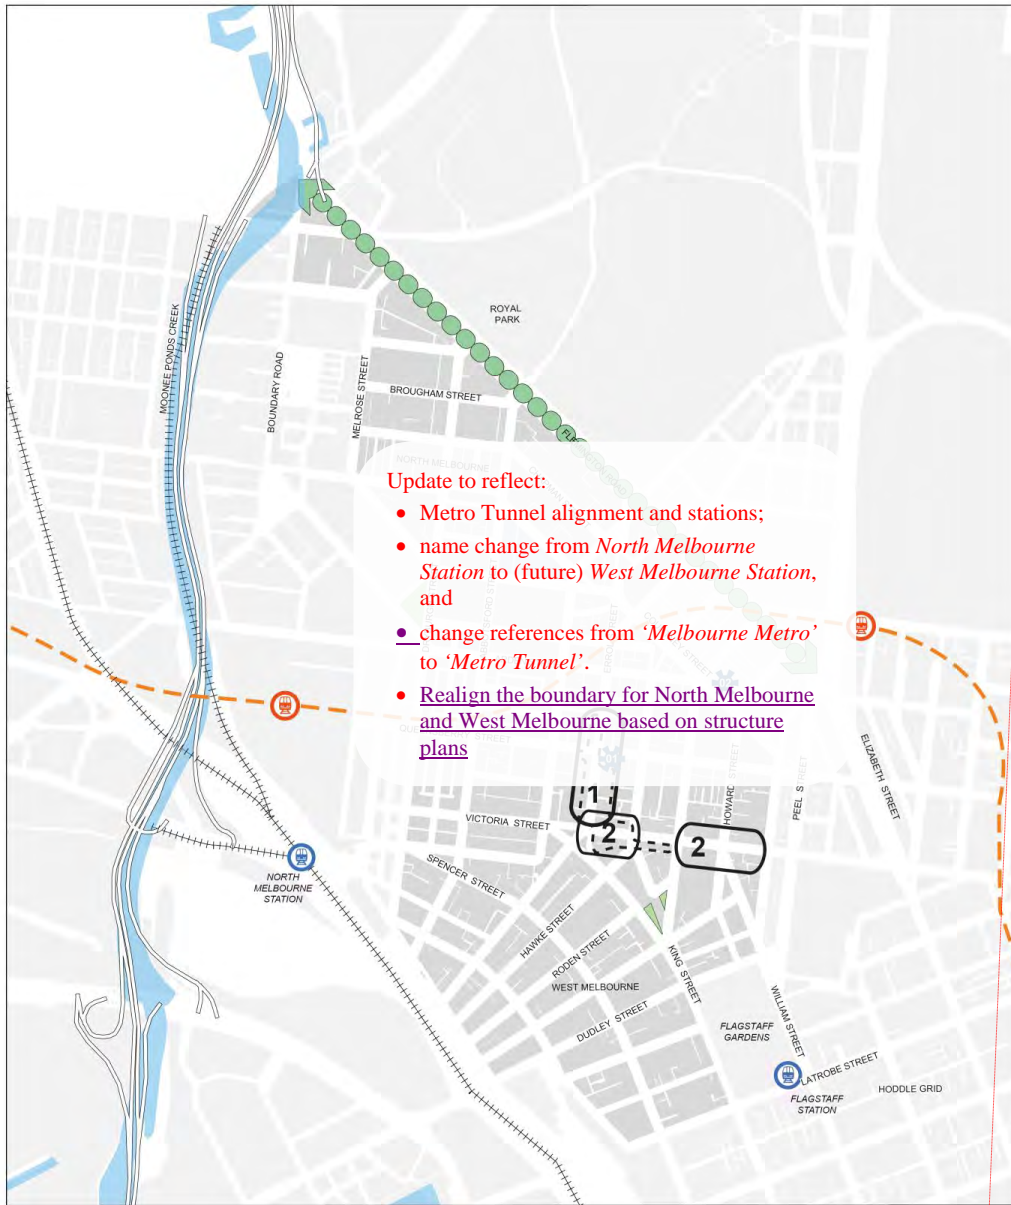 ROYAL
PARK
MOONEE PONDS CREEK
BOUNDARY ROAD
MELROSE STREET
BROUGHAM STREET
NORTH MELBOURNE
Update to reflect:
• Metro Tunnel alignment and stations;
• name change from North Melbourne
Station to (future) West Melbourne Station,
and
• change references from ‘Melbourne Metro’
to ‘Metro Tunnel’.
• Realign the boundary for North Melbourne
and West Melbourne based on structure
plans
ELIZABETH STREET
PEEL STREET
HOWARD STREET
1
2
2
VICTORIA STREET
SPENCER STREET
NORTH
MELBOURNE
STATION
HAWKE STREET
RODEN STREET
WEST MELBOURNE
KING STREET
DUDLEY STREET
WILLIAM STREET
FLAGSTAFF
GARDENS
LATROBE STREET
HODDLE GRID
FLAGSTAFF
STATION